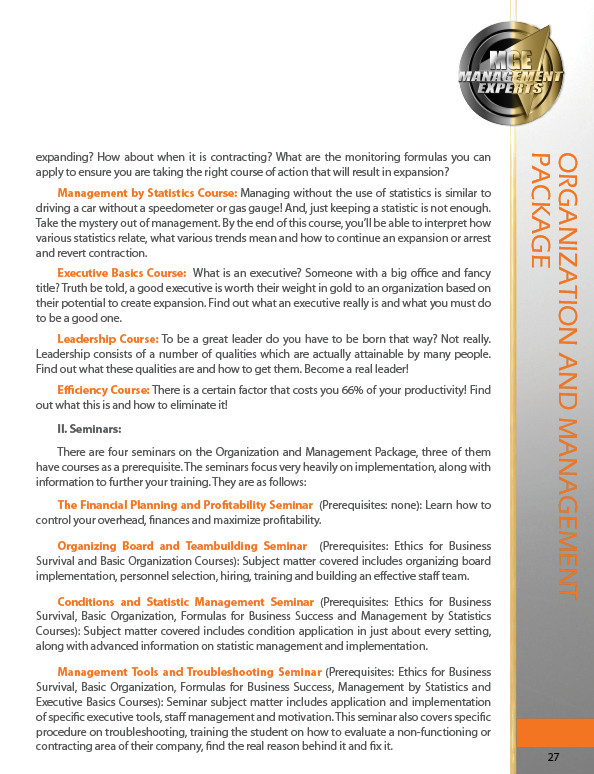 MGE
MANAGEMENT
EXPERTS
expanding? How about when it is contracting? What are the monitoring formulas you can
apply to ensure you are taking the right course of action that will result in expansion?
Management by Statistics Course: Managing without the use of statistics is similar to
driving a car without a speedometer or gas gauge! And, just keeping a statistic is not enough.
Take the mystery out of management. By the end of this course, you'll be able to interpret how
various statistics relate, what various trends mean and how to continue an expansion or arrest
and revert contraction.
Executive Basics Course: What is an executive? Someone with a big office and fancy
title? Truth be told, a good executive is worth their weight in gold to an organization based on
their potential to create expansion. Find out what an executive really is and what you must do
to be a good one.
Leadership Course: To be a great leader do you have to be born that way? Not really.
Leadership consists of a number of qualities which are actually attainable by many people.
Find out what these qualities are and how to get them. Become a real leader!
Efficiency Course: There is a certain factor that costs you 66% of your productivity! Find
out what this is and how to eliminate it!
II. Seminars:
There are four seminars on the Organization and Management Package, three of them
have courses as a prerequisite. The seminars focus very heavily on implementation, along with
information to further your training. They are as follows:
The Financial Planning and Profitability Seminar (Prerequisites: none): Learn how to
control your overhead, finances and maximize profitability.
Organizing Board and Teambuilding Seminar (Prerequisites: Ethics for Business
Survival and Basic Organization Courses): Subject matter covered includes organizing board
implementation, personnel selection, hiring, training and building an effective staff team.
Conditions and Statistic Management Seminar (Prerequisites: Ethics for Business
Survival, Basic Organization, Formulas for Business Success and Management by Statistics
Courses): Subject matter covered includes condition application in just about every setting,
along with advanced information on statistic management and implementation.
Management Tools and Troubleshooting Seminar (Prerequisites: Ethics for Business
Survival, Basic Organization, Formulas for Business Success, Management by Statistics and
Executive Basics Courses): Seminar subject matter includes application and implementation
of specific executive tools, staff management and motivation. This seminar also covers specific
procedure on troubleshooting, training the student on how to evaluate a non-functioning or
contracting area of their company, find the real reason behind it and fix it.
ORGANIZATION AND MANAGEMENT
PACKAGE
27